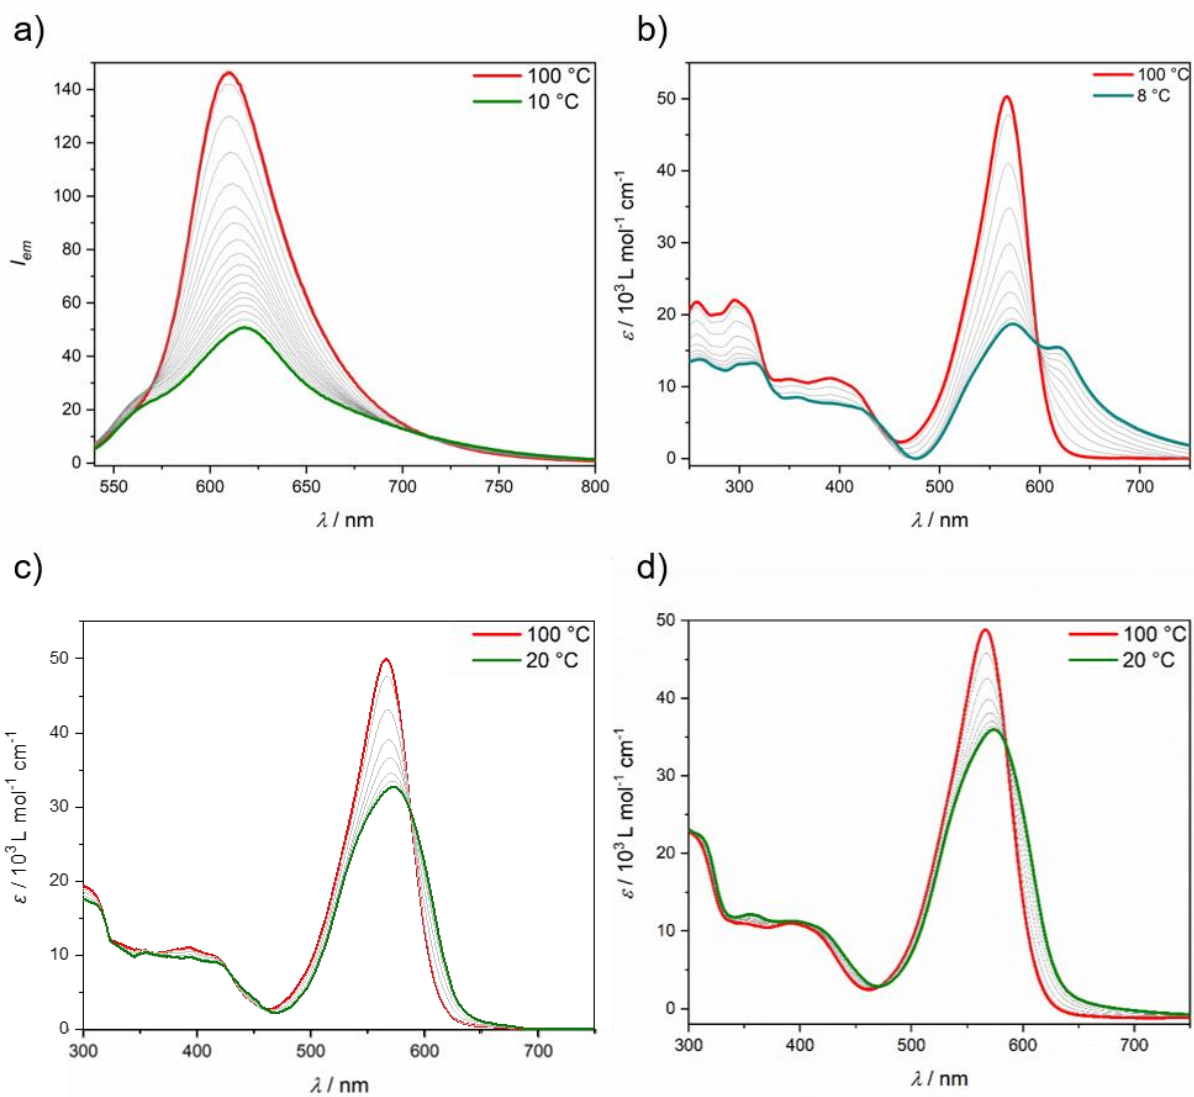 a)
100 °C
10 °C
140
120
100
80
60
40
20
0
I_em
550 600 650 700 750 800
λ / nm
b)
100 °C
8 °C
50
40
30
20
10
0
ε / 10³ L mol⁻¹ cm⁻¹
300 400 500 600 700
λ / nm
c)
100 °C
20 °C
50
40
30
20
10
0
ε / 10³ L mol⁻¹ cm⁻¹
300 400 500 600 700
λ / nm
d)
100 °C
20 °C
50
40
30
20
10
0
ε / 10³ L mol⁻¹ cm⁻¹
300 400 500 600 700
λ / nm